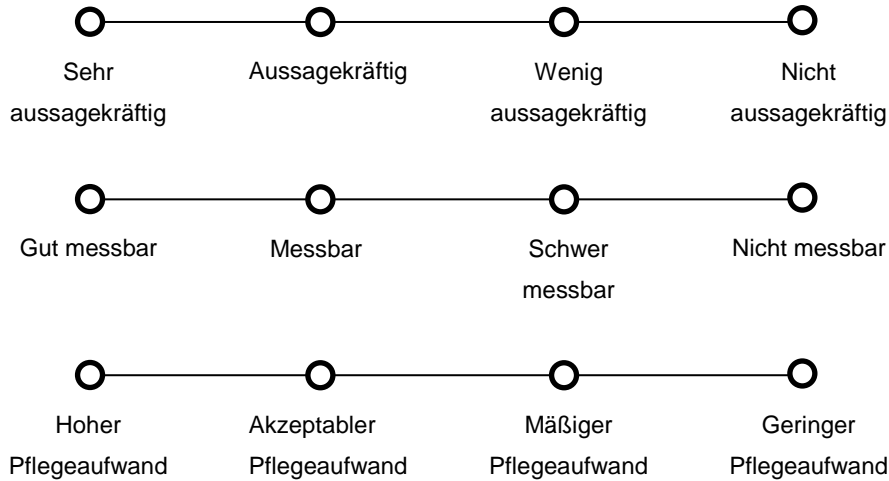 Sehr Aussagekräftig Wenig Nicht
aussagekräftig aussagekräftig aussagekräftig
Gut messbar Messbar Schwer Nicht messbar
messbar
Hoher Akzeptabler Mäßiger Geringer
Pflegeaufwand Pflegeaufwand Pflegeaufwand Pflegeaufwand